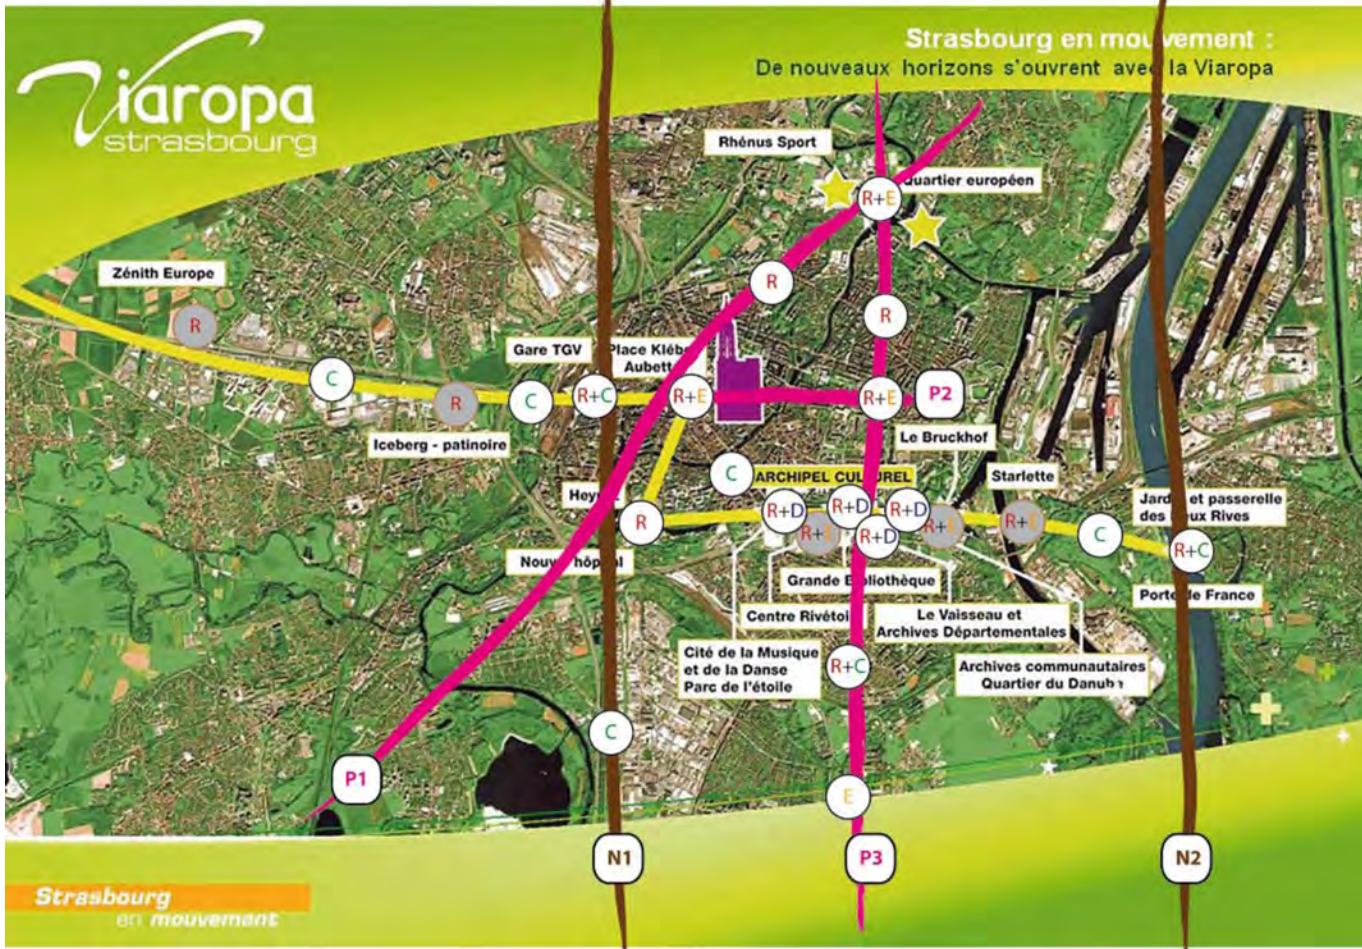 Viaropa
strasbourg
Strasbourg en mouvement :
De nouveaux horizons s'ouvrent avec la Viaropa
Rhénus Sport
Quartier européen
R+E
Zénith Europe
R
R
R
Gare TGV
Place Kléber
Aubette
C
R
C
R+C
R+E
R+E
P2
Iceberg - patinoire
Le Bruckhof
C
ARCHIPEL CULTUREL
Starlette
Heyritz
Jardin et passerelle
des Deux Rives
R
R+D
R+E
R+D
R+D
R+D
R+E
R+E
C
R+C
Nouvel hôpital
Grande Bibliothèque
Porte de France
Centre Rivétoile
Le Vaisseau et
Archives Départementales
Cité de la Musique
et de la Danse
Parc de l'étoile
R+C
Archives communautaires
Quartier du Danube
C
P1
E
N1
P3
N2
Strasbourg
en mouvement